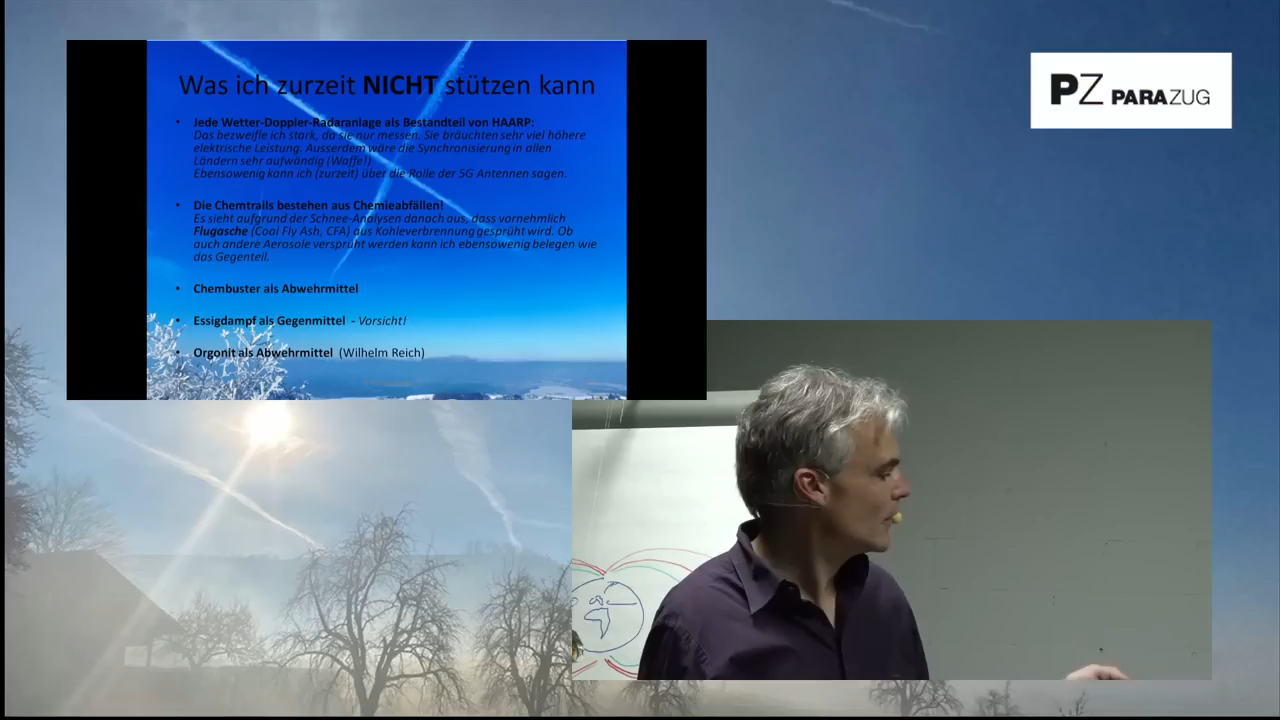 Was ich zurzeit NICHT stützen kann
• Jede Wetter-Doppler-Radaranlage als Bestandteil von HAARP:
Das bezweifle ich stark, da sie nur messen. Sie bräuchten sehr viel höhere
elektrische Leistung. Ausserdem wäre die Synchronisierung in allen
Ländern sehr aufwändig (Waffe!)
Ebensowenig kann ich (zurzeit) über die Rolle der 5G Antennen sagen.
• Die Chemtrails bestehen aus Chemieabfällen!
Es sieht aufgrund der Schnee-Analysen danach aus, dass vornehmlich
Flugasche (Cool Fly Ash, CFA) aus Kohleverbrennung gesprüht wird. Ob
auch andere Aerosole versprüht werden kann ich ebensowenig belegen wie
das Gegenteil.
• Chembuster als Abwehrmittel
• Essigdampf als Gegenmittel - Vorsicht!
• Orgonit als Abwehrmittel (Wilhelm Reich)
PZ PARAZUG